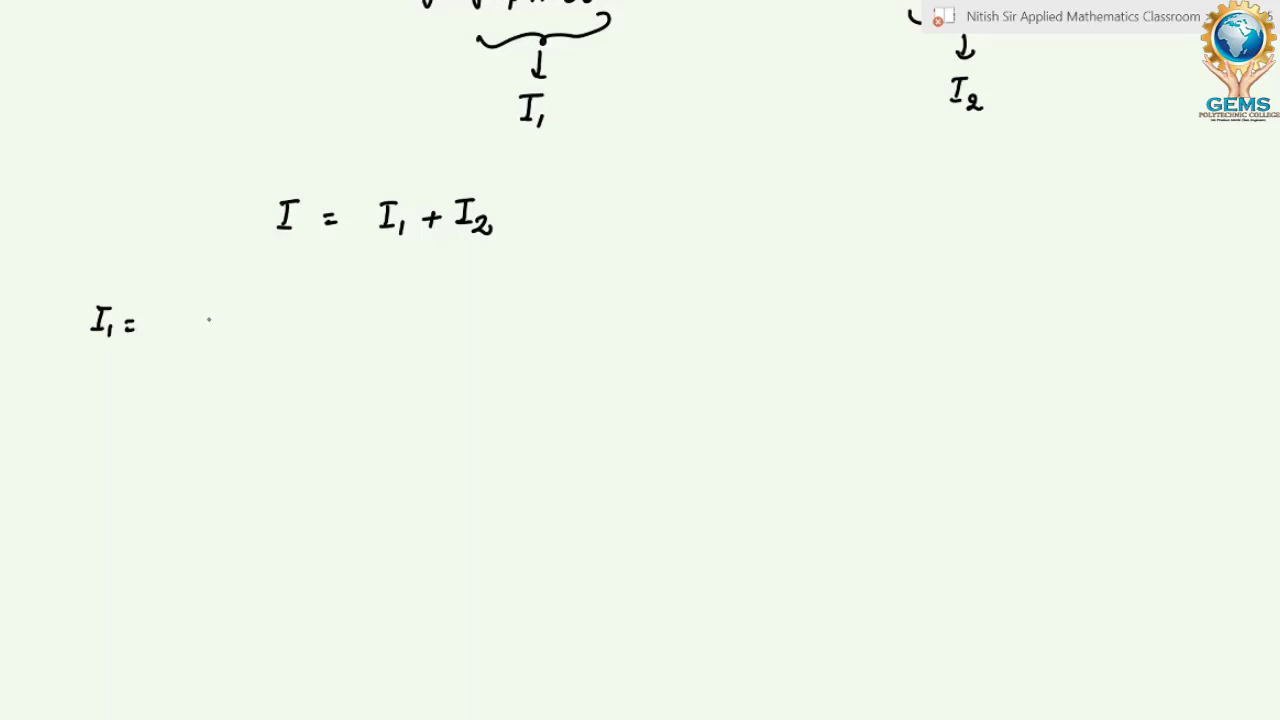 Nitish Sir Applied Mathematics Classroom
GEMS
POLYTECHNIC COLLEGE
I₁
I₂
I = I₁ + I₂
I₁ =